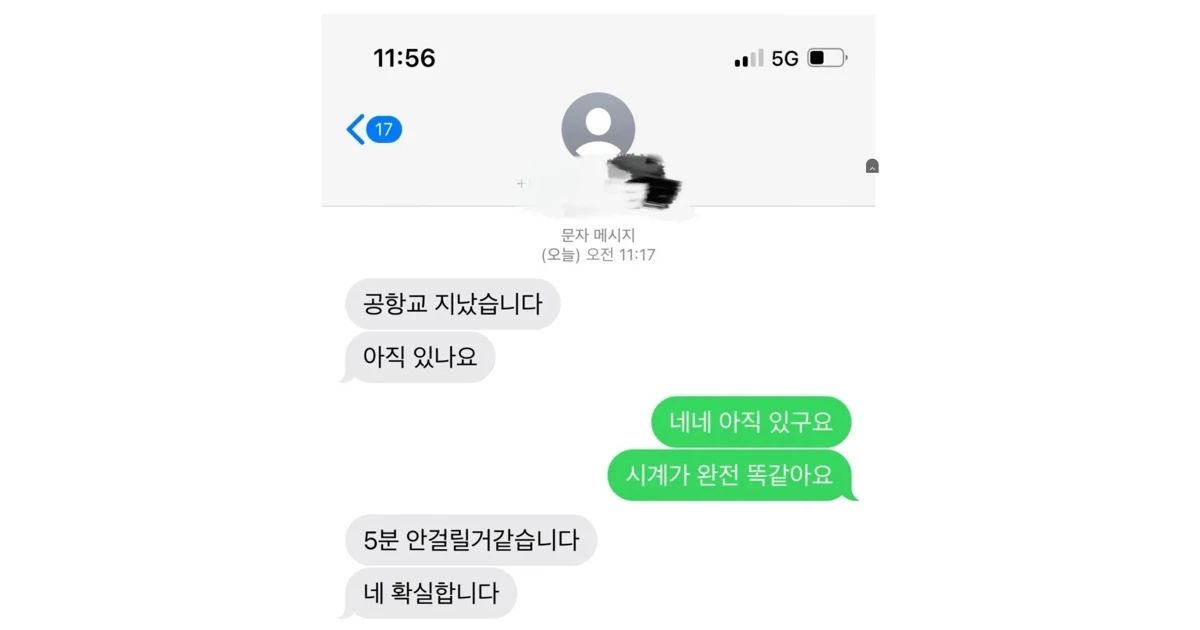 11:56 5G
17
문자 메시지
(오늘) 오전 11:17
공항교 지났습니다
아직 있나요
네네 아직 있구요
시계가 완전 똑같아요
5분 안걸릴거같습니다
네 확실합니다